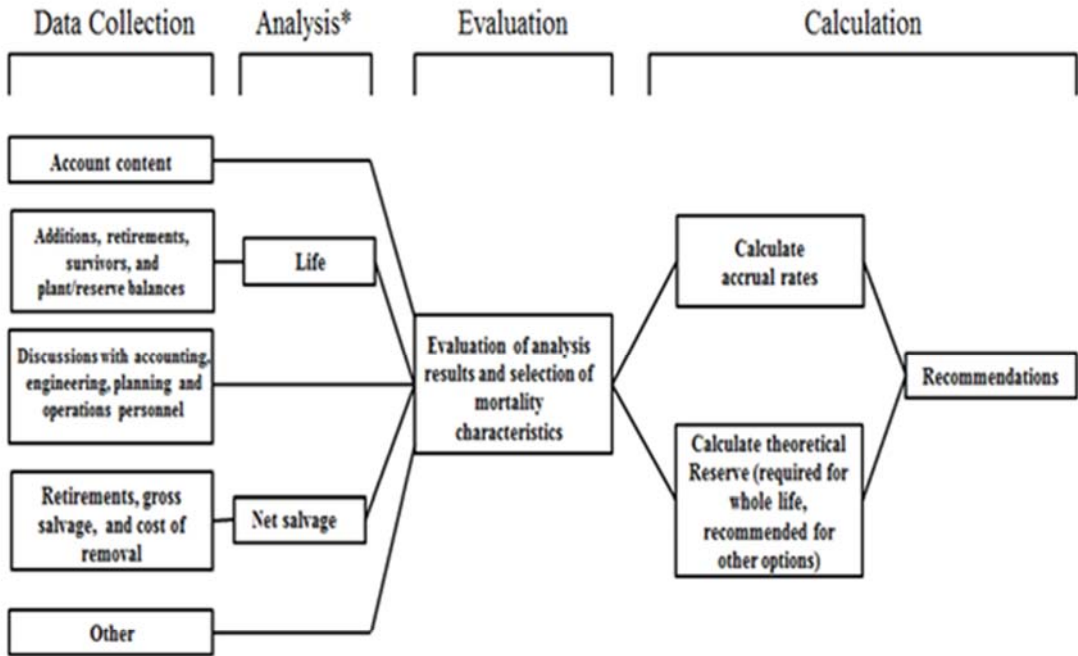 Data Collection
Analysis*
Evaluation
Calculation
Account content
Additions, retirements,
survivors, and
plant/reserve balances
Life
Discussions with accounting,
engineering, planning and
operations personnel
Retirements, gross
salvage, and cost of
removal
Net salvage
Other
Evaluation of analysis
results and selection of
mortality
characteristics
Calculate
accrual rates
Calculate theoretical
Reserve (required for
whole life,
recommended for
other options)
Recommendations